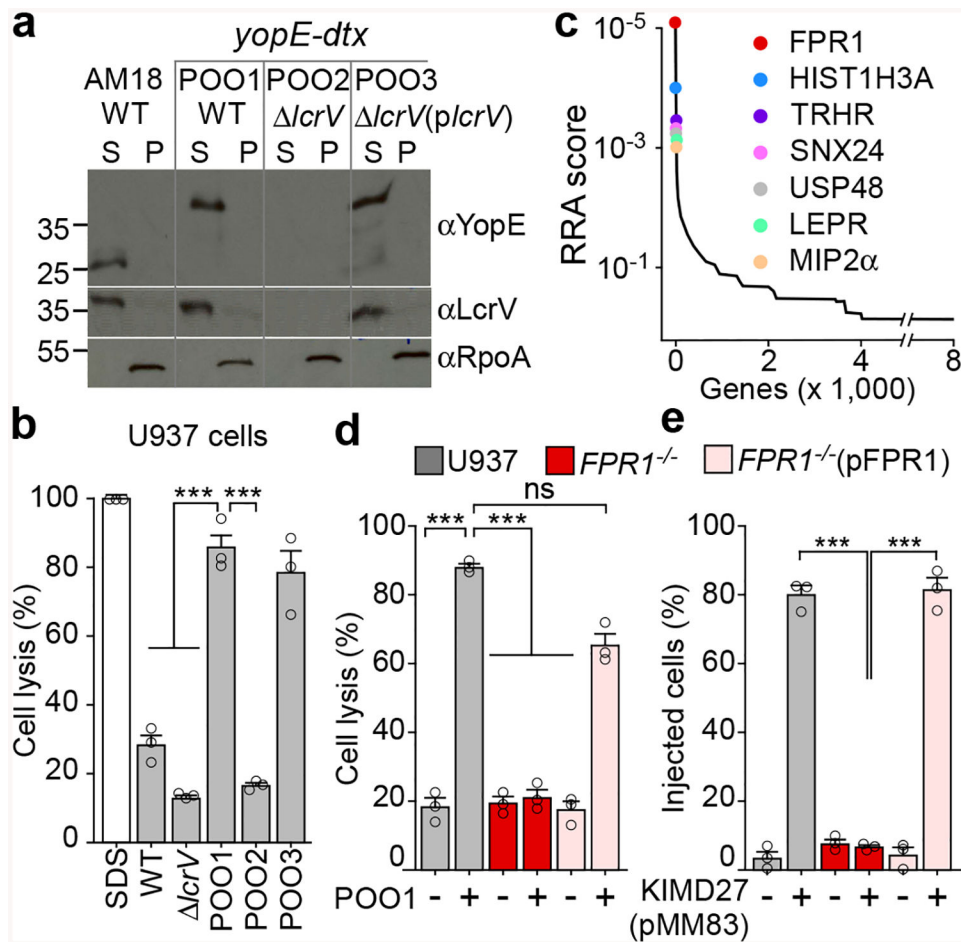 a
yopE-dtx
AM18 POO1 POO2 POO3
WT WT ΔlcrV ΔlcrV(plcrV)
S P S P S P S P
35
25
αYopE
35
αLcrV
55
αRpoA
c
10-5
10-3
10-1
RRA score
FPR1
HIST1H3A
TRHR
SNX24
USP48
LEPR
MIP2α
0 2 4 8
Genes (x 1,000)
b
U937 cells
*** ***
100
80
60
40
20
0
Cell lysis (%)
SDS
WT
ΔlcrV
POO1
POO2
POO3
d
U937 FPR1-/- FPR1-/-(pFPR1)
ns
*** ***
100
80
60
40
20
0
Cell lysis (%)
POO1 - + - + - +
e
*** ***
100
80
60
40
20
0
Injected cells (%)
KIMD27 - + - + - +
(pMM83)